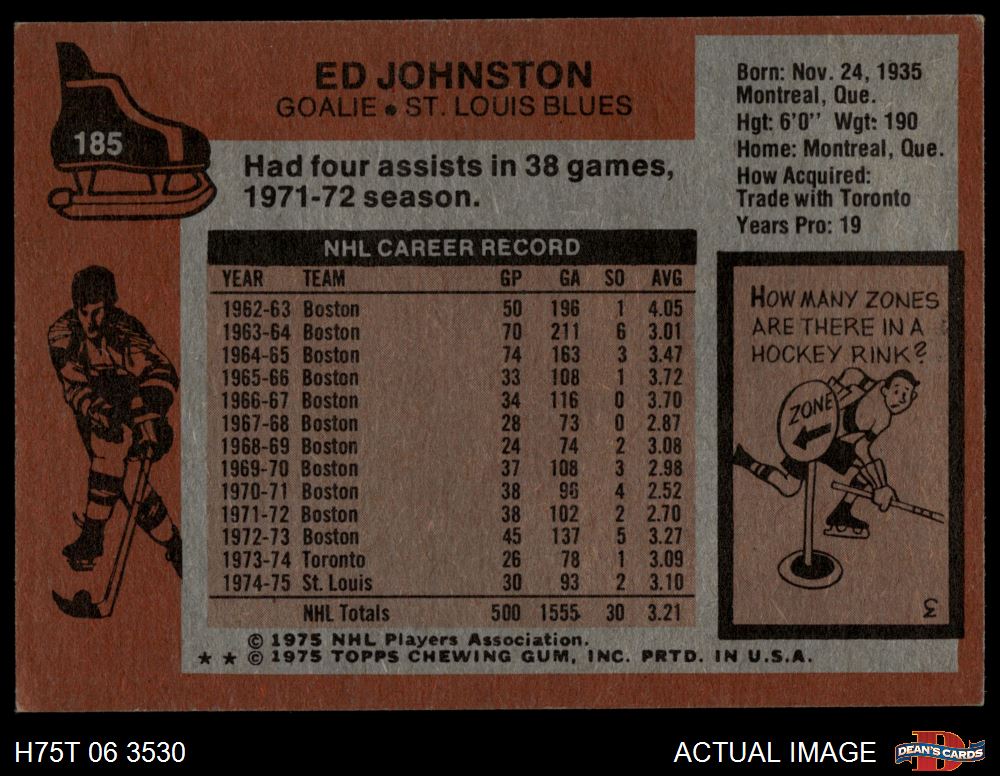 ED JOHNSTON
GOALIE • ST. LOUIS BLUES
185
Had four assists in 38 games,
1971-72 season.
Born: Nov. 24, 1935
Montreal, Que.
Hgt: 6'0'' Wgt: 190
Home: Montreal, Que.
How Acquired:
Trade with Toronto
Years Pro: 19
NHL CAREER RECORD
YEAR TEAM GP GA SO AVG
1962-63 Boston 50 196 1 4.05
1963-64 Boston 70 211 6 3.01
1964-65 Boston 74 163 3 3.47
1965-66 Boston 33 108 1 3.72
1966-67 Boston 34 116 0 3.70
1967-68 Boston 28 73 0 2.87
1968-69 Boston 24 74 2 3.08
1969-70 Boston 37 108 3 2.98
1970-71 Boston 38 96 4 2.52
1971-72 Boston 38 102 2 2.70
1972-73 Boston 45 137 5 3.27
1973-74 Toronto 26 78 1 3.09
1974-75 St. Louis 30 93 2 3.10
NHL Totals 500 1555 30 3.21
HOW MANY ZONES
ARE THERE IN A
HOCKEY RINK?
ZONE
3
© 1975 NHL Players Association.
★ ★ © 1975 TOPPS CHEWING GUM, INC. PRTD. IN U.S.A.
H75T 06 3530
ACTUAL IMAGE
DEAN'S CARDS